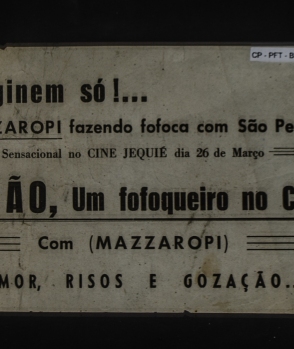 CP - PFT - B
ginem só!...
ZAROPI fazendo fofoca com São Pe
Sensacional no CINE JEQUIÉ dia 26 de Março
ÃO, Um fofoqueiro no C
Com (MAZZAROPI)
MOR, RISOS E GOZAÇÃO..